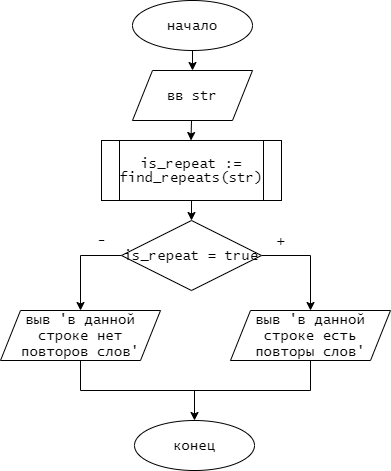 начало
вв str
is_repeat :=
find_repeats(str)
is_repeat = true
-
+
выв 'в данной
строке нет
повторов слов'
выв 'в данной
строке есть
повторы слов'
конец